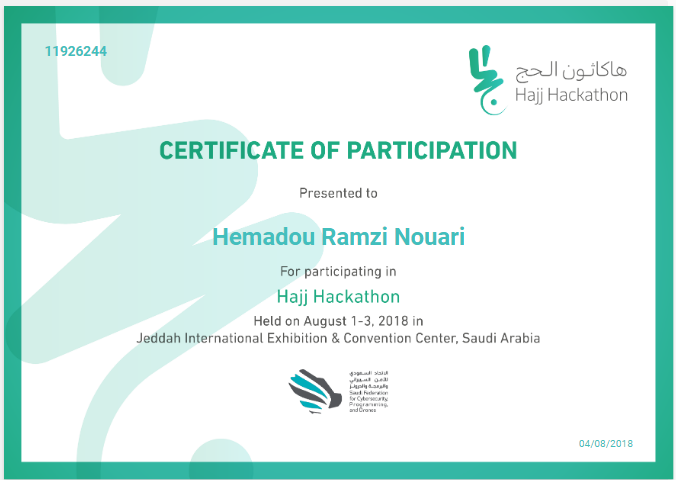 11926244
هاكاثون الحج
Hajj Hackathon
CERTIFICATE OF PARTICIPATION
Presented to
Hemadou Ramzi Nouari
For participating in
Hajj Hackathon
Held on August 1-3, 2018 in
Jeddah International Exhibition & Convention Center, Saudi Arabia
الاتحاد السعودي
للأمن السيبراني
والبرمجة والدرونز
Saudi Federation
for Cybersecurity,
Programming,
and Drones
04/08/2018